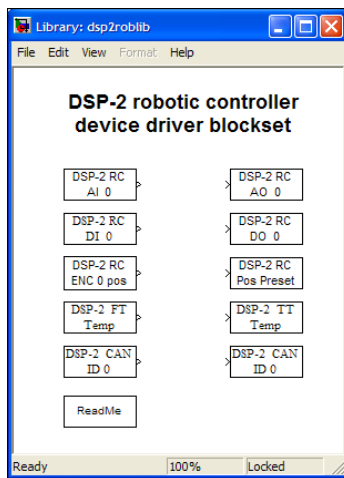 Library: dsp2roblib
File Edit View Format Help
DSP-2 robotic controller
device driver blockset
DSP-2 RC
AI 0
DSP-2 RC
AO 0
DSP-2 RC
DI 0
DSP-2 RC
DO 0
DSP-2 RC
ENC 0 pos
DSP-2 RC
Pos Preset
DSP-2 FT
Temp
DSP-2 TT
Temp
DSP-2 CAN
ID 0
DSP-2 CAN
ID 0
ReadMe
Ready 100% Locked